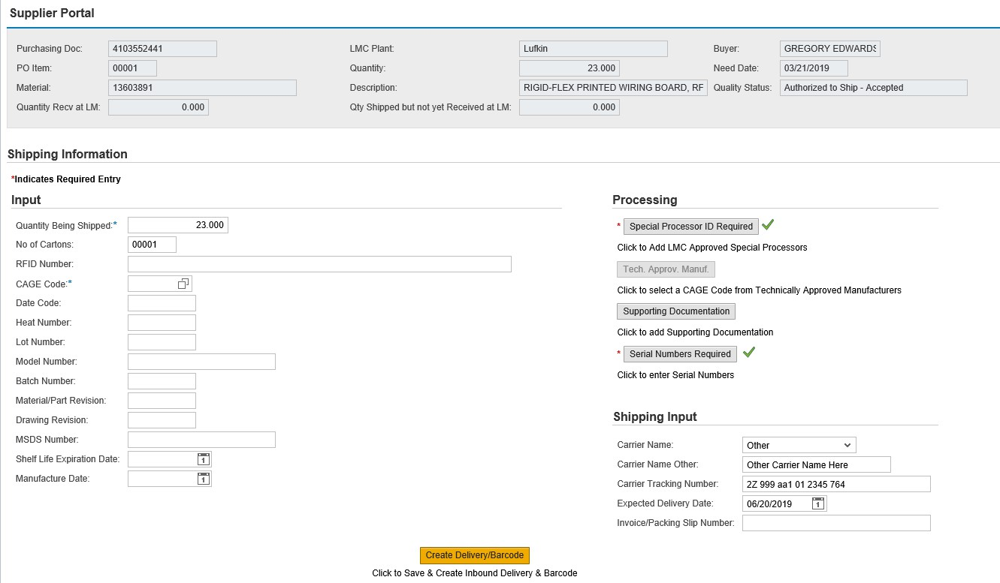 Supplier Portal
Purchasing Doc: 4103552441 LMC Plant: Lufkin Buyer: GREGORY EDWARDS
PO Item: 00001 Quantity: 23.000 Need Date: 03/21/2019
Material: 13603891 Description: RIGID-FLEX PRINTED WIRING BOARD, RF Quality Status: Authorized to Ship - Accepted
Quantity Recv at LM: 0.000 Qty Shipped but not yet Received at LM: 0.000
Shipping Information
*Indicates Required Entry
Input
Quantity Being Shipped:* 23.000
No of Cartons: 00001
RFID Number:
CAGE Code:*
Date Code:
Heat Number:
Lot Number:
Model Number:
Batch Number:
Material/Part Revision:
Drawing Revision:
MSDS Number:
Shelf Life Expiration Date: 1
Manufacture Date: 1
Processing
* Special Processor ID Required
Click to Add LMC Approved Special Processors
Tech. Approv. Manuf.
Click to select a CAGE Code from Technically Approved Manufacturers
Supporting Documentation
Click to add Supporting Documentation
* Serial Numbers Required
Click to enter Serial Numbers
Shipping Input
Carrier Name: Other
Carrier Name Other: Other Carrier Name Here
Carrier Tracking Number: 2Z 999 aa1 01 2345 764
Expected Delivery Date: 06/20/2019 1
Invoice/Packing Slip Number:
Create Delivery/Barcode
Click to Save & Create Inbound Delivery & Barcode